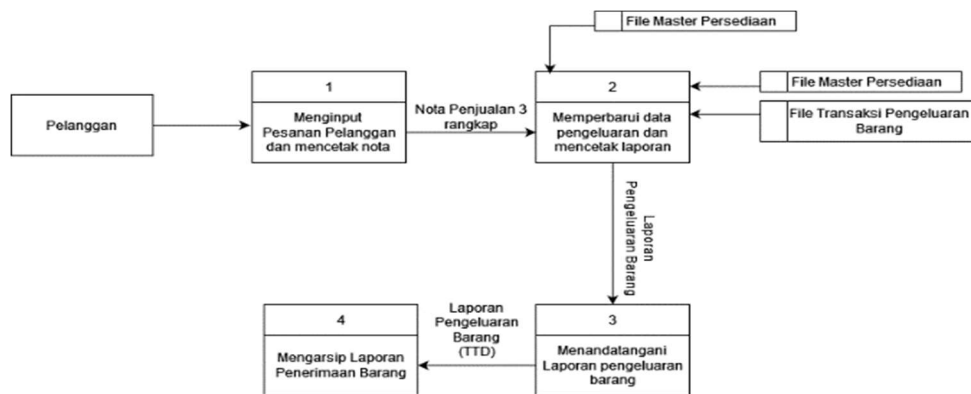 File Master Persediaan
1
2
File Master Persediaan
Pelanggan
Menginput
Pesanan Pelanggan
dan mencetak nota
Nota Penjualan 3
rangkap
Memperbarui data
pengeluaran dan
mencetak laporan
File Transaksi Pengeluaran
Barang
Laporan
Pengeluaran Barang
4
Laporan
Pengeluaran
Barang
(TTD)
3
Mengarsip Laporan
Penerimaan Barang
Menandatangani
Laporan pengeluaran
barang